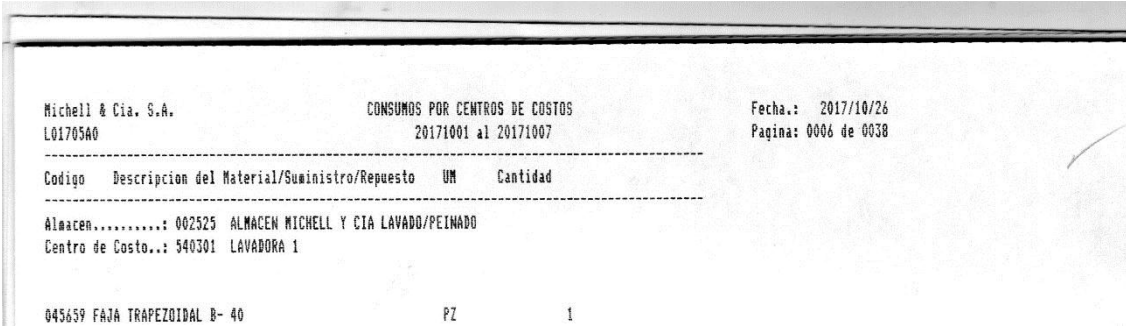 Michell & Cia. S.A. CONSUMOS POR CENTROS DE COSTOS Fecha.: 2017/10/26
L01705A0 20171001 al 20171007 Pagina: 0006 de 0038
Codigo Descripcion del Material/Suministro/Repuesto UM Cantidad
Almacen..........: 002525 ALMACEN MICHELL Y CIA LAVADO/PEINADO
Centro de Costo..: 540301 LAVADORA 1
045659 FAJA TRAPEZOIDAL B- 40 PZ 1